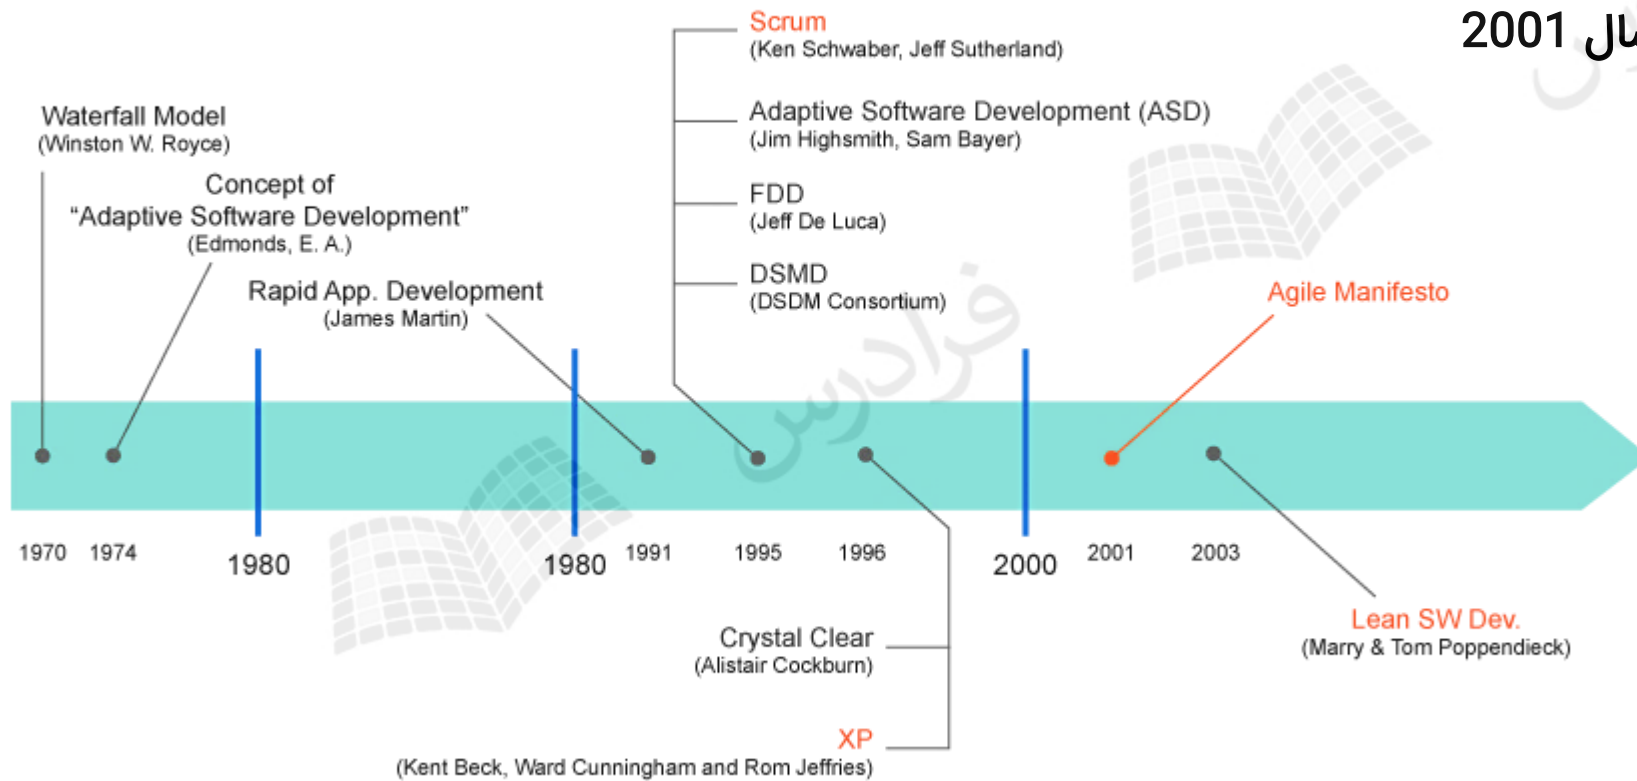 سال 2001
Scrum
(Ken Schwaber, Jeff Sutherland)
Adaptive Software Development (ASD)
(Jim Highsmith, Sam Bayer)
FDD
(Jeff De Luca)
DSMD
(DSDM Consortium)
Waterfall Model
(Winston W. Royce)
Concept of
“Adaptive Software Development”
(Edmonds, E. A.)
Rapid App. Development
(James Martin)
Agile Manifesto
فرادرس
1970 1974 1980 1980 1991 1995 1996 2000 2001 2003
Crystal Clear
(Alistair Cockburn)
XP
(Kent Beck, Ward Cunningham and Rom Jeffries)
Lean SW Dev.
(Marry & Tom Poppendieck)